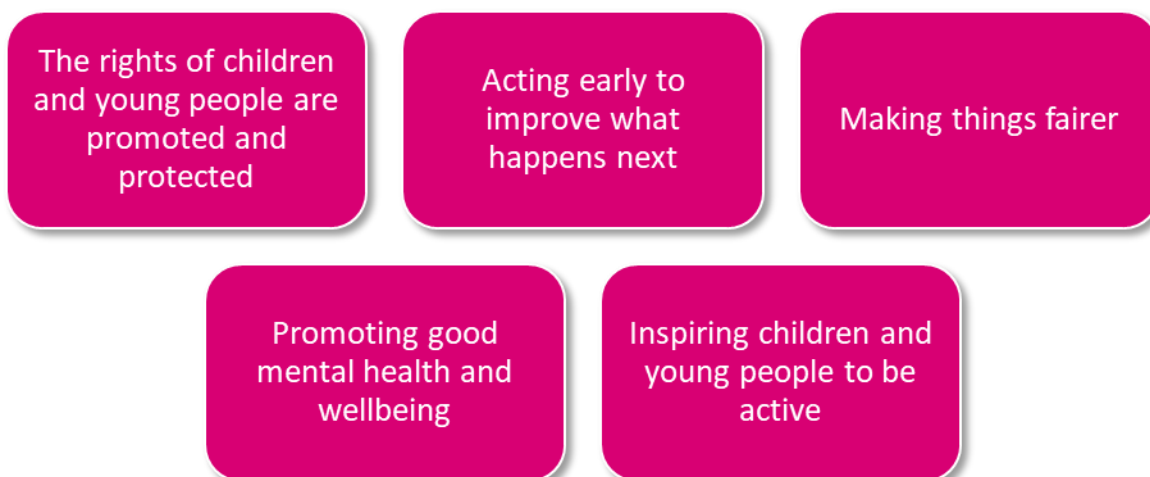 The rights of children
and young people are
promoted and
protected
Acting early to
improve what
happens next
Making things fairer
Promoting good
mental health and
wellbeing
Inspiring children and
young people to be
active